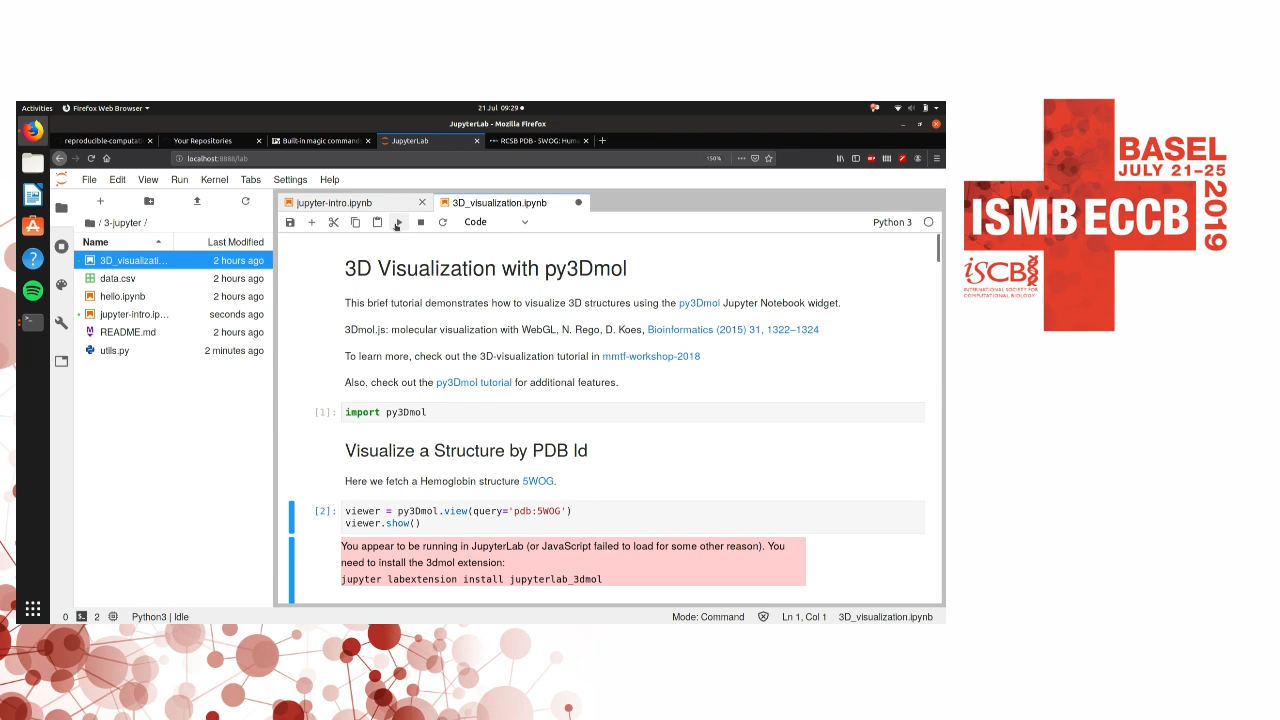 Activities
Firefox Web Browser
21 Jul 09:29
JupyterLab - Mozilla Firefox
reproducible-computat
Your Repositories
Built-in magic command
JupyterLab
RCSB PDB - 5WOG: Hum
localhost:8888/lab
150%
File Edit View Run Kernel Tabs Settings Help
jupyter-intro.ipynb
3D_visualization.ipynb
/ 3-jupyter /
Code
Python 3
Name Last Modified
3D_visualizati... 2 hours ago
data.csv 2 hours ago
hello.ipynb 2 hours ago
jupyter-intro.ip... seconds ago
README.md 2 hours ago
utils.py 2 minutes ago
3D Visualization with py3Dmol
This brief tutorial demonstrates how to visualize 3D structures using the py3Dmol Jupyter Notebook widget.
3Dmol.js: molecular visualization with WebGL, N. Rego, D. Koes, Bioinformatics (2015) 31, 1322–1324
To learn more, check out the 3D-visualization tutorial in mmtf-workshop-2018
Also, check out the py3Dmol tutorial for additional features.
[1]: import py3Dmol
Visualize a Structure by PDB Id
Here we fetch a Hemoglobin structure 5WOG.
[2]: viewer = py3Dmol.view(query='pdb:5WOG')
viewer.show()
You appear to be running in JupyterLab (or JavaScript failed to load for some other reason). You
need to install the 3dmol extension:
jupyter labextension install jupyterlab_3dmol
0 2 Python3 | Idle
Mode: Command Ln 1, Col 1 3D_visualization.ipynb
BASEL
JULY 21–25
2019
ISMB ECCB
iSCB
INTERNATIONAL SOCIETY FOR
COMPUTATIONAL BIOLOGY